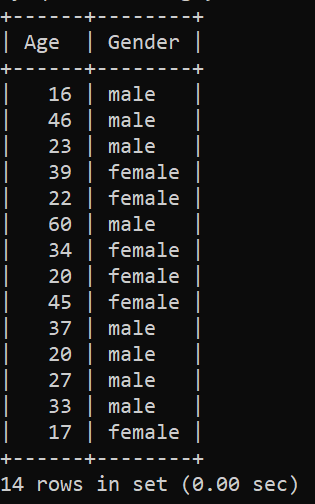 +------+--------+
| Age  | Gender |
+------+--------+
|   16 | male   |
|   46 | male   |
|   23 | male   |
|   39 | female |
|   22 | female |
|   60 | male   |
|   34 | female |
|   20 | female |
|   45 | female |
|   37 | male   |
|   20 | male   |
|   27 | male   |
|   33 | male   |
|   17 | female |
+------+--------+
14 rows in set (0.00 sec)